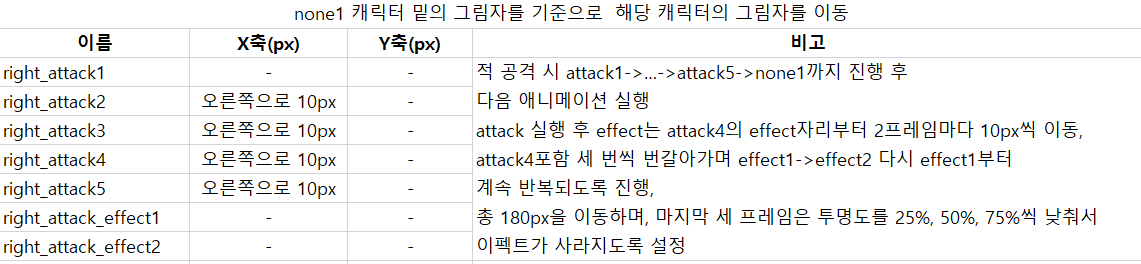 none1 캐릭터 밑의 그림자를 기준으로 해당 캐릭터의 그림자를 이동
이름 X축(px) Y축(px) 비고
right_attack1 - - 적 공격 시 attack1->...->attack5->none1까지 진행 후
right_attack2 오른쪽으로 10px - 다음 애니메이션 실행
right_attack3 오른쪽으로 10px - attack 실행 후 effect는 attack4의 effect자리부터 2프레임마다 10px씩 이동,
right_attack4 오른쪽으로 10px - attack4포함 세 번씩 번갈아가며 effect1->effect2 다시 effect1부터
right_attack5 오른쪽으로 10px - 계속 반복되도록 진행,
right_attack_effect1 - - 총 180px을 이동하며, 마지막 세 프레임은 투명도를 25%, 50%, 75%씩 낮춰서
right_attack_effect2 - - 이펙트가 사라지도록 설정